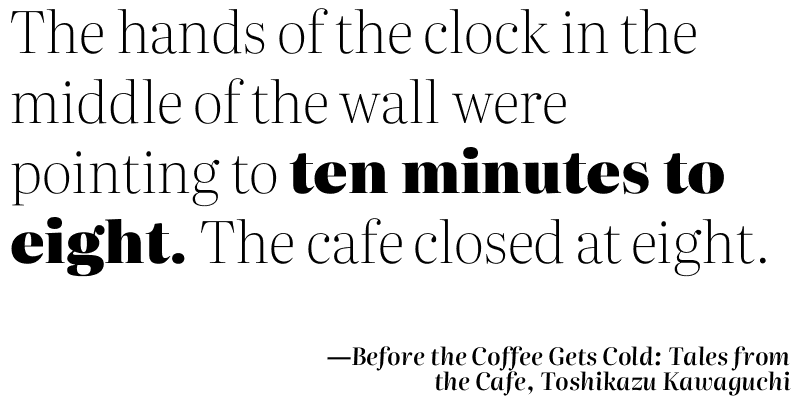 The hands of the clock in the
middle of the wall were
pointing to ten minutes to
eight. The cafe closed at eight.
—Before the Coffee Gets Cold: Tales from
the Cafe, Toshikazu Kawaguchi